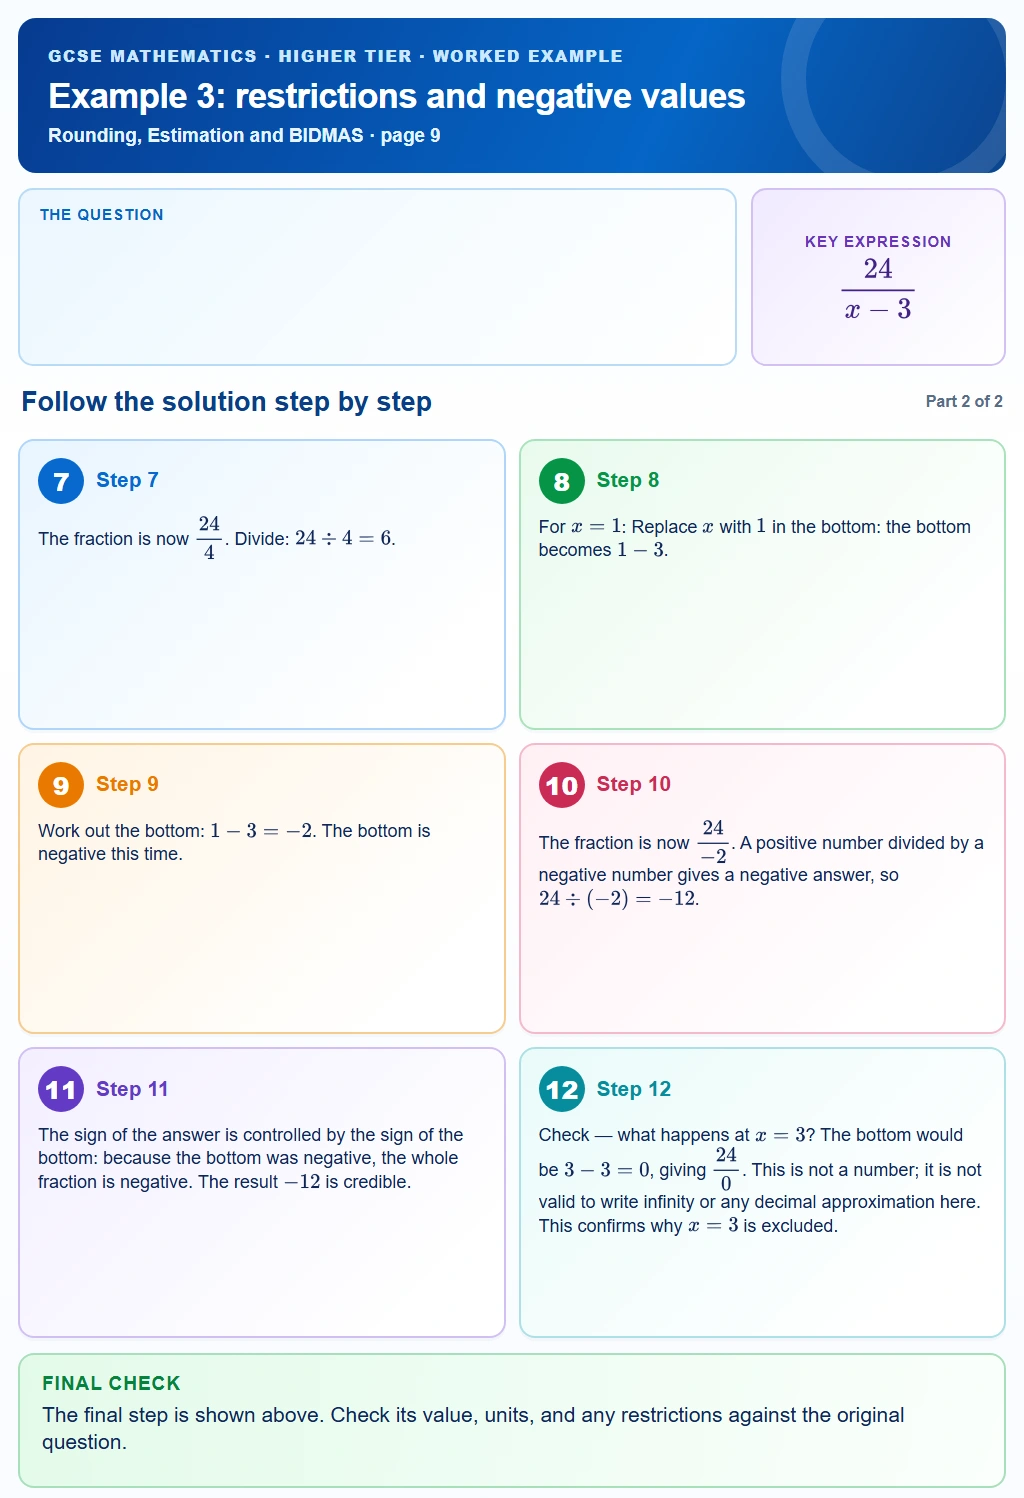 GCSE MATHEMATICS · HIGHER TIER · WORKED EXAMPLE
Example 3: restrictions and negative values
Rounding, Estimation and BIDMAS · page 9
THE QUESTION
KEY EXPRESSION
24
x − 3
Follow the solution step by step
Part 2 of 2
7 Step 7
The fraction is now 24/4. Divide: 24 ÷ 4 = 6.
8 Step 8
For x = 1: Replace x with 1 in the bottom: the bottom
becomes 1 − 3.
9 Step 9
Work out the bottom: 1 − 3 = −2. The bottom is
negative this time.
10 Step 10
The fraction is now 24/−2. A positive number divided by a
negative number gives a negative answer, so
24 ÷ (−2) = −12.
11 Step 11
The sign of the answer is controlled by the sign of the
bottom: because the bottom was negative, the whole
fraction is negative. The result −12 is credible.
12 Step 12
Check — what happens at x = 3? The bottom would
be 3 − 3 = 0, giving 24/0. This is not a number; it is not
valid to write infinity or any decimal approximation here.
This confirms why x = 3 is excluded.
FINAL CHECK
The final step is shown above. Check its value, units, and any restrictions against the original
question.